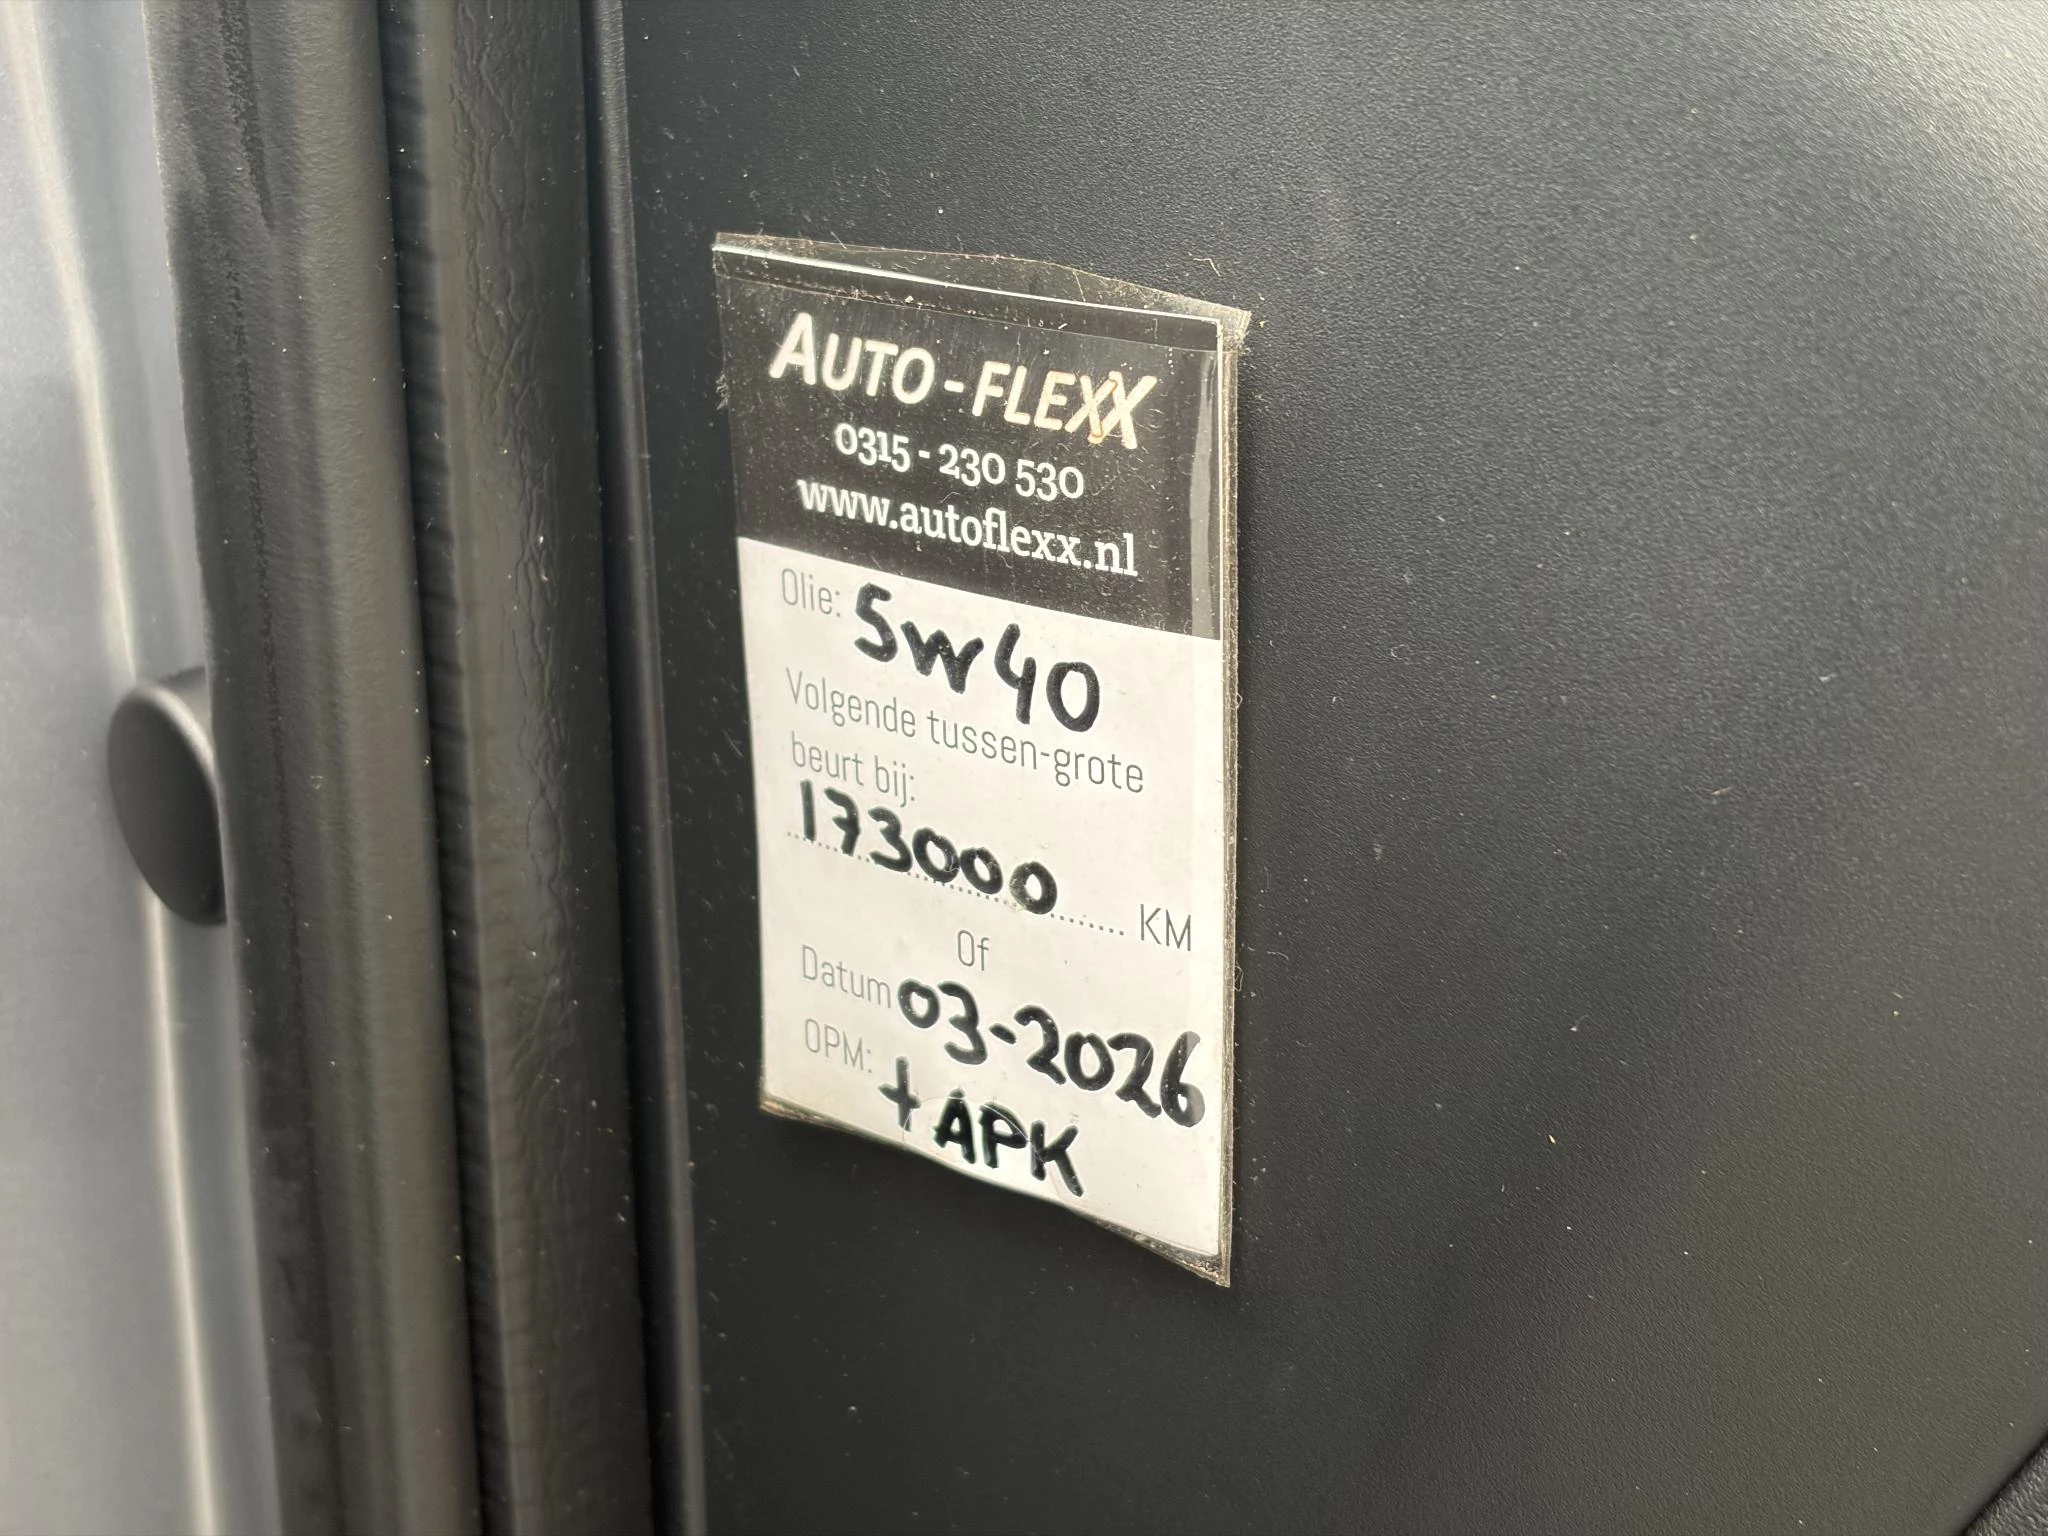 AUTO - FLEXX
0315 - 230 530
www.autoflexx.nl
Olie: 5W40
Volgende tussen-grote
beurt bij:
173000 KM
Of
Datum 03-2026
OPM: + APK